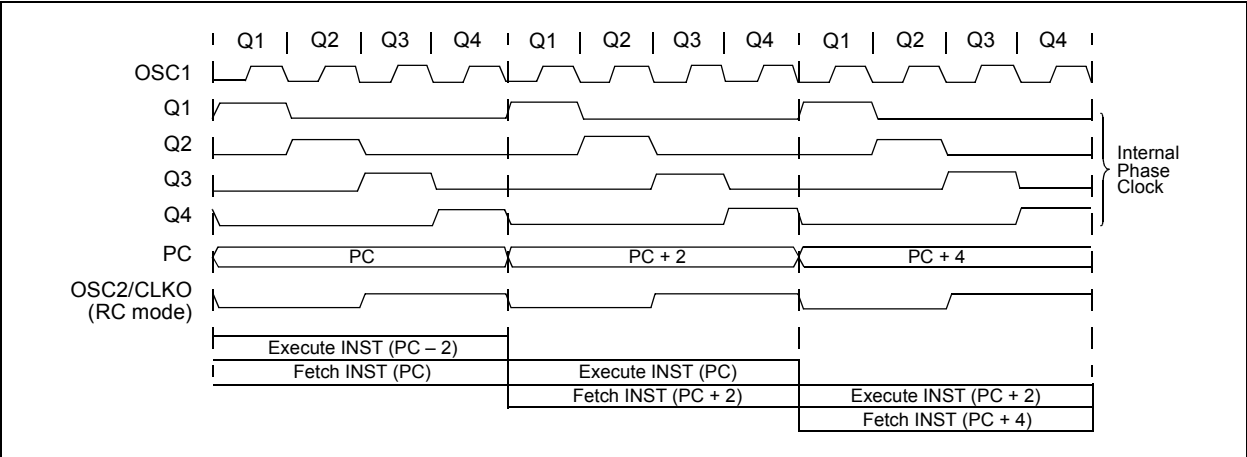 Q1 Q2 Q3 Q4 Q1 Q2 Q3 Q4 Q1 Q2 Q3 Q4
OSC1
Q1
Q2
Q3
Q4
Internal
Phase
Clock
PC
PC PC + 2 PC + 4
OSC2/CLKO
(RC mode)
Execute INST (PC – 2)
Fetch INST (PC) Execute INST (PC)
Fetch INST (PC + 2) Execute INST (PC + 2)
Fetch INST (PC + 4)